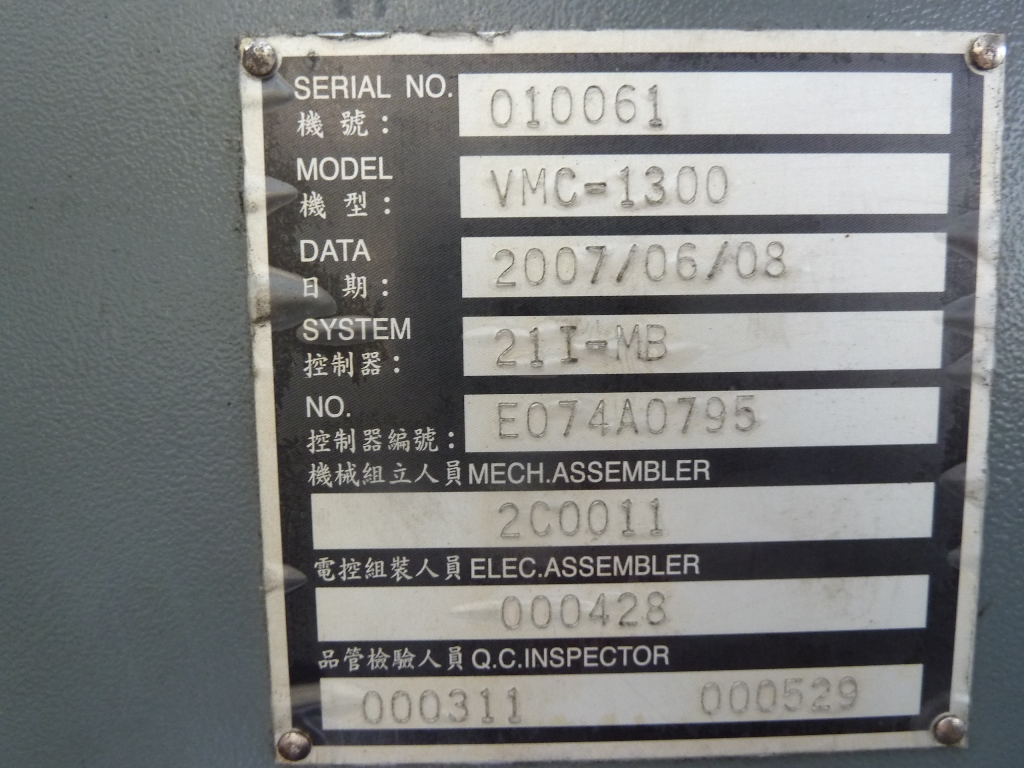 SERIAL NO. 010061
機號：
MODEL VMC-1300
機型：
DATA 2007/06/08
日期：
SYSTEM 21I-MB
控制器：
NO. E074A0795
控制器編號：
機械組立人員 MECH.ASSEMBLER
2C0011
電控組裝人員 ELEC.ASSEMBLER
000428
品管檢驗人員 Q.C.INSPECTOR
000311 000529